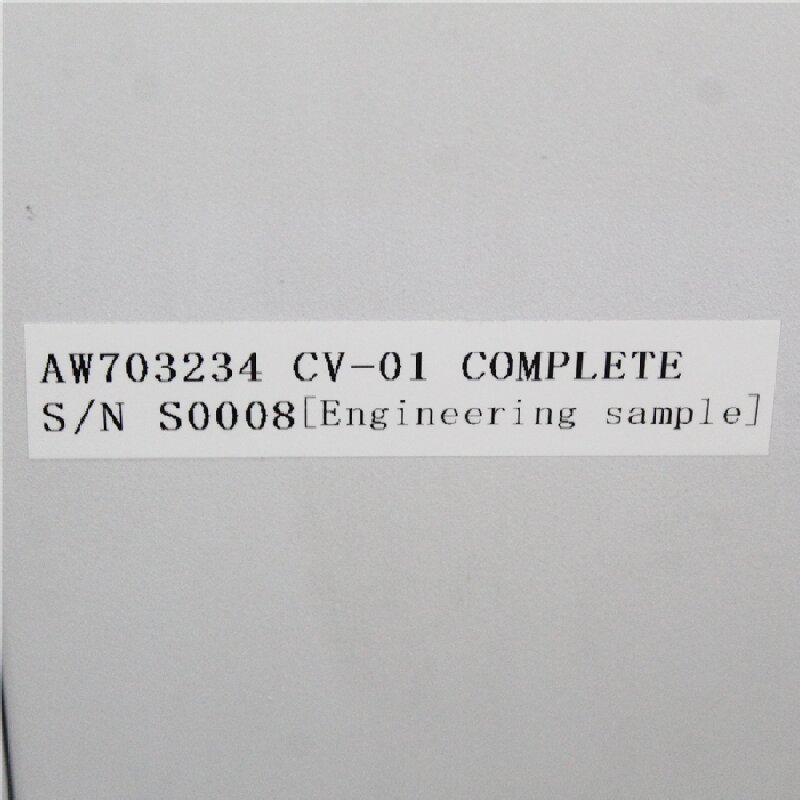 AW703234 CV-01 COMPLETE
S/N S0008[Engineering sample]